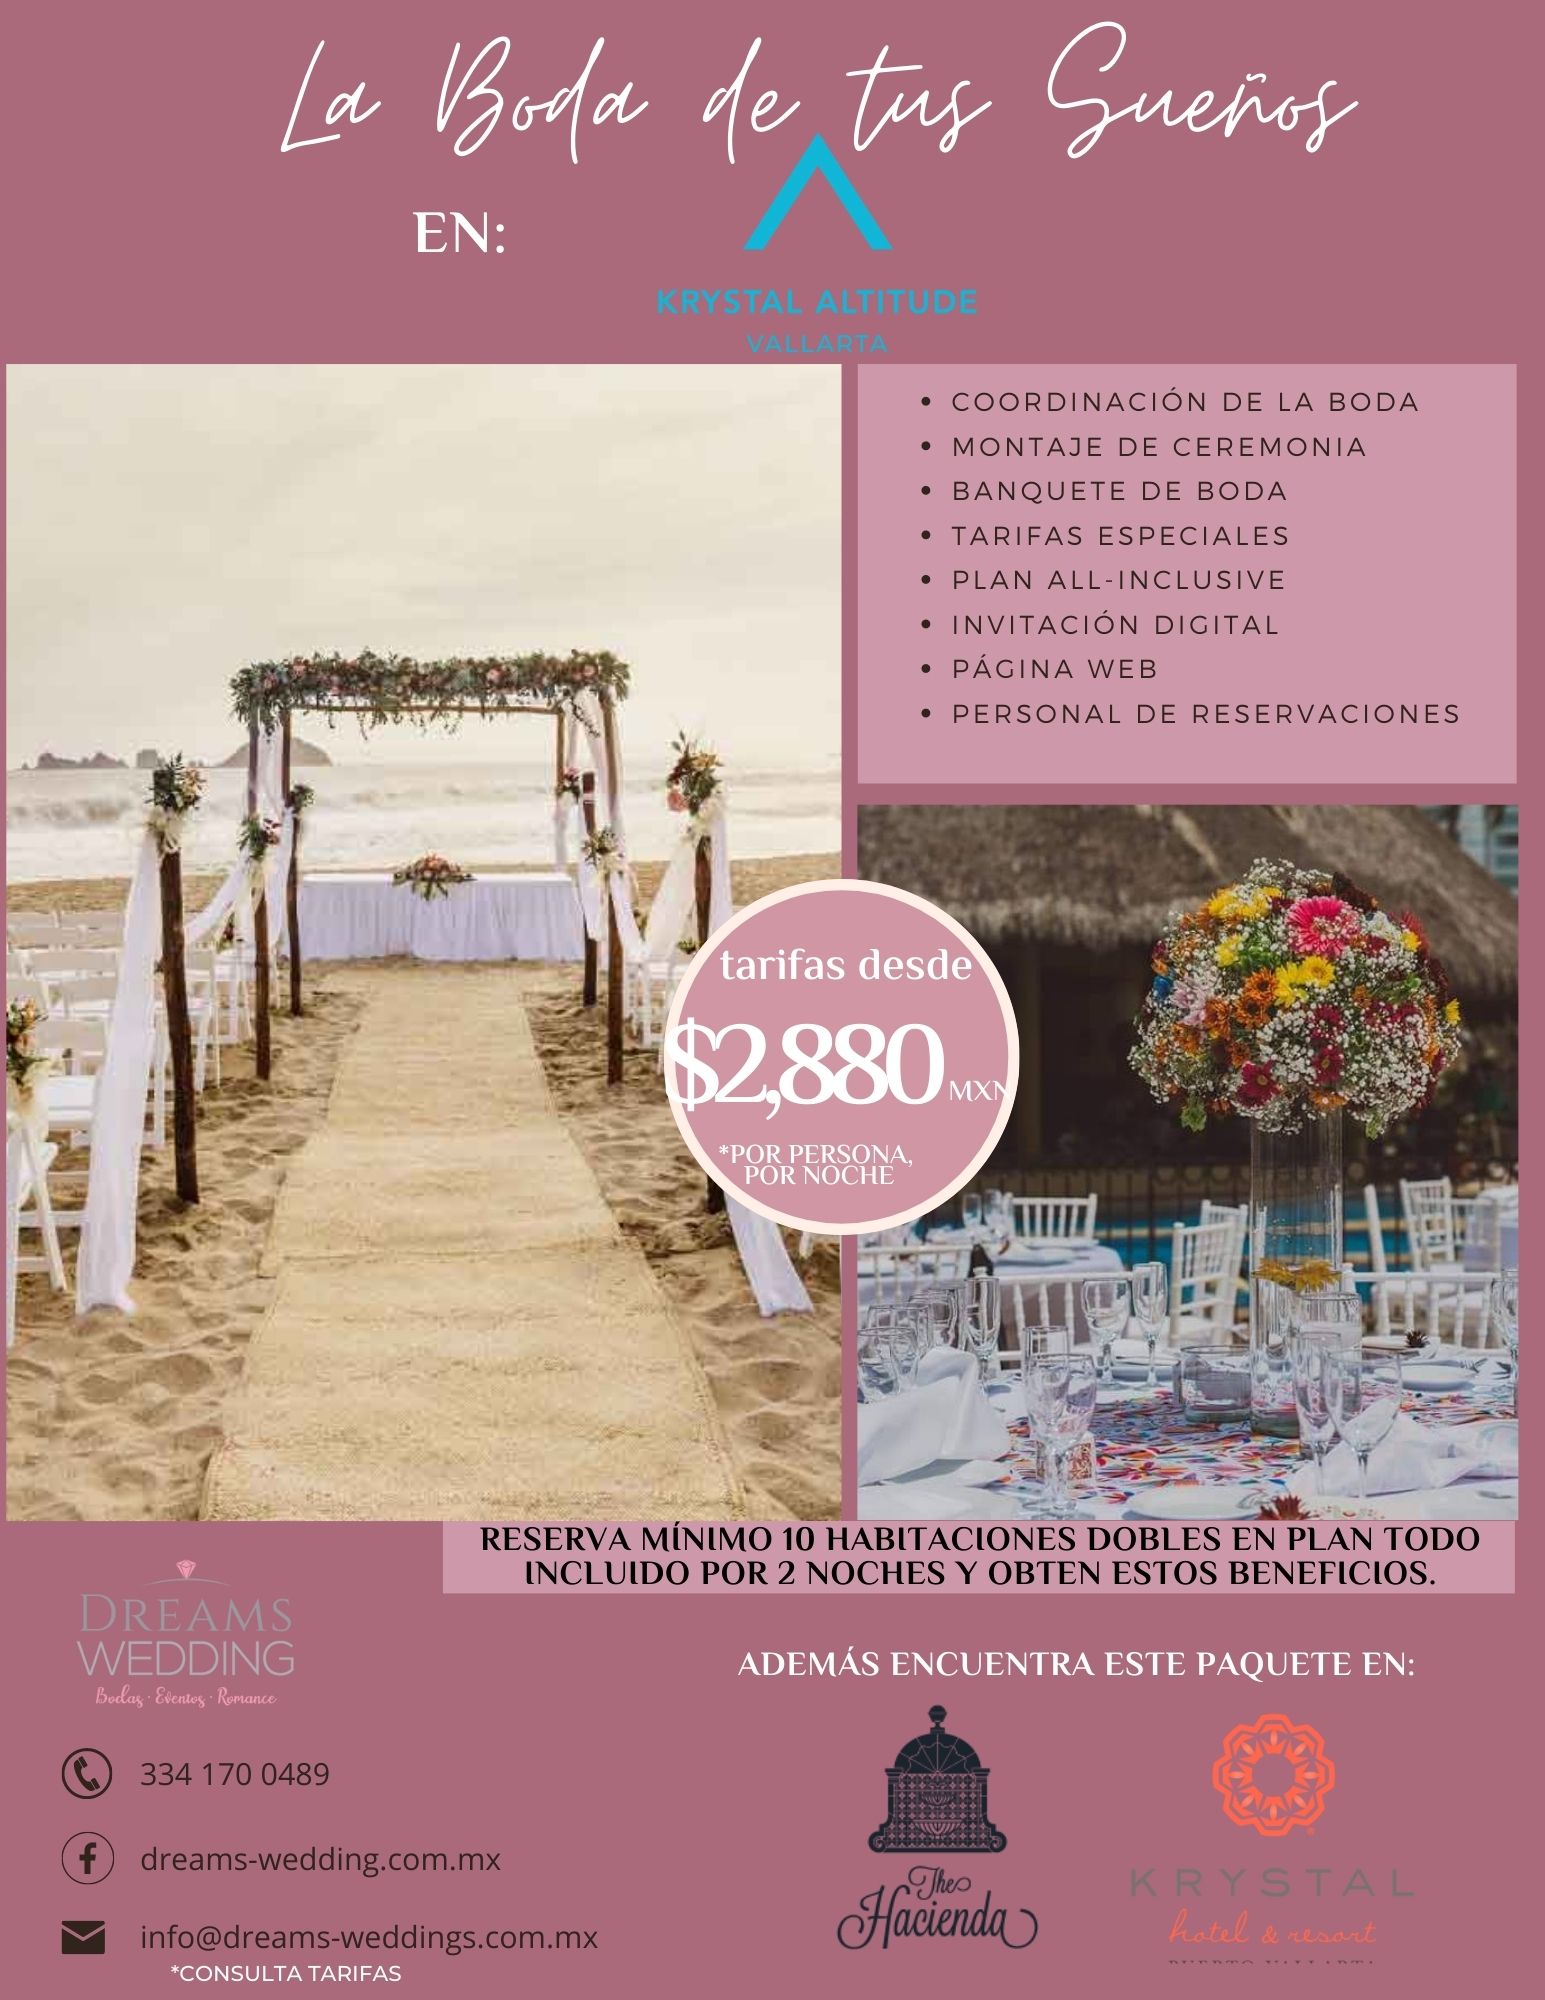 La Boda de tus Sueños
EN:
KRYSTAL ALTITUDE
VALLARTA
• COORDINACIÓN DE LA BODA
• MONTAJE DE CEREMONIA
• BANQUETE DE BODA
• TARIFAS ESPECIALES
• PLAN ALL-INCLUSIVE
• INVITACIÓN DIGITAL
• PÁGINA WEB
• PERSONAL DE RESERVACIONES
tarifas desde
$2,880 MXN
*POR PERSONA,
POR NOCHE
RESERVA MÍNIMO 10 HABITACIONES DOBLES EN PLAN TODO
INCLUIDO POR 2 NOCHES Y OBTEN ESTOS BENEFICIOS.
DREAMS
WEDDING
Bodas · Eventos · Romance
334 170 0489
dreams-wedding.com.mx
info@dreams-weddings.com.mx
*CONSULTA TARIFAS
ADEMÁS ENCUENTRA ESTE PAQUETE EN:
The
Hacienda
KRYSTAL
hotel & resort
PUERTO VALLARTA